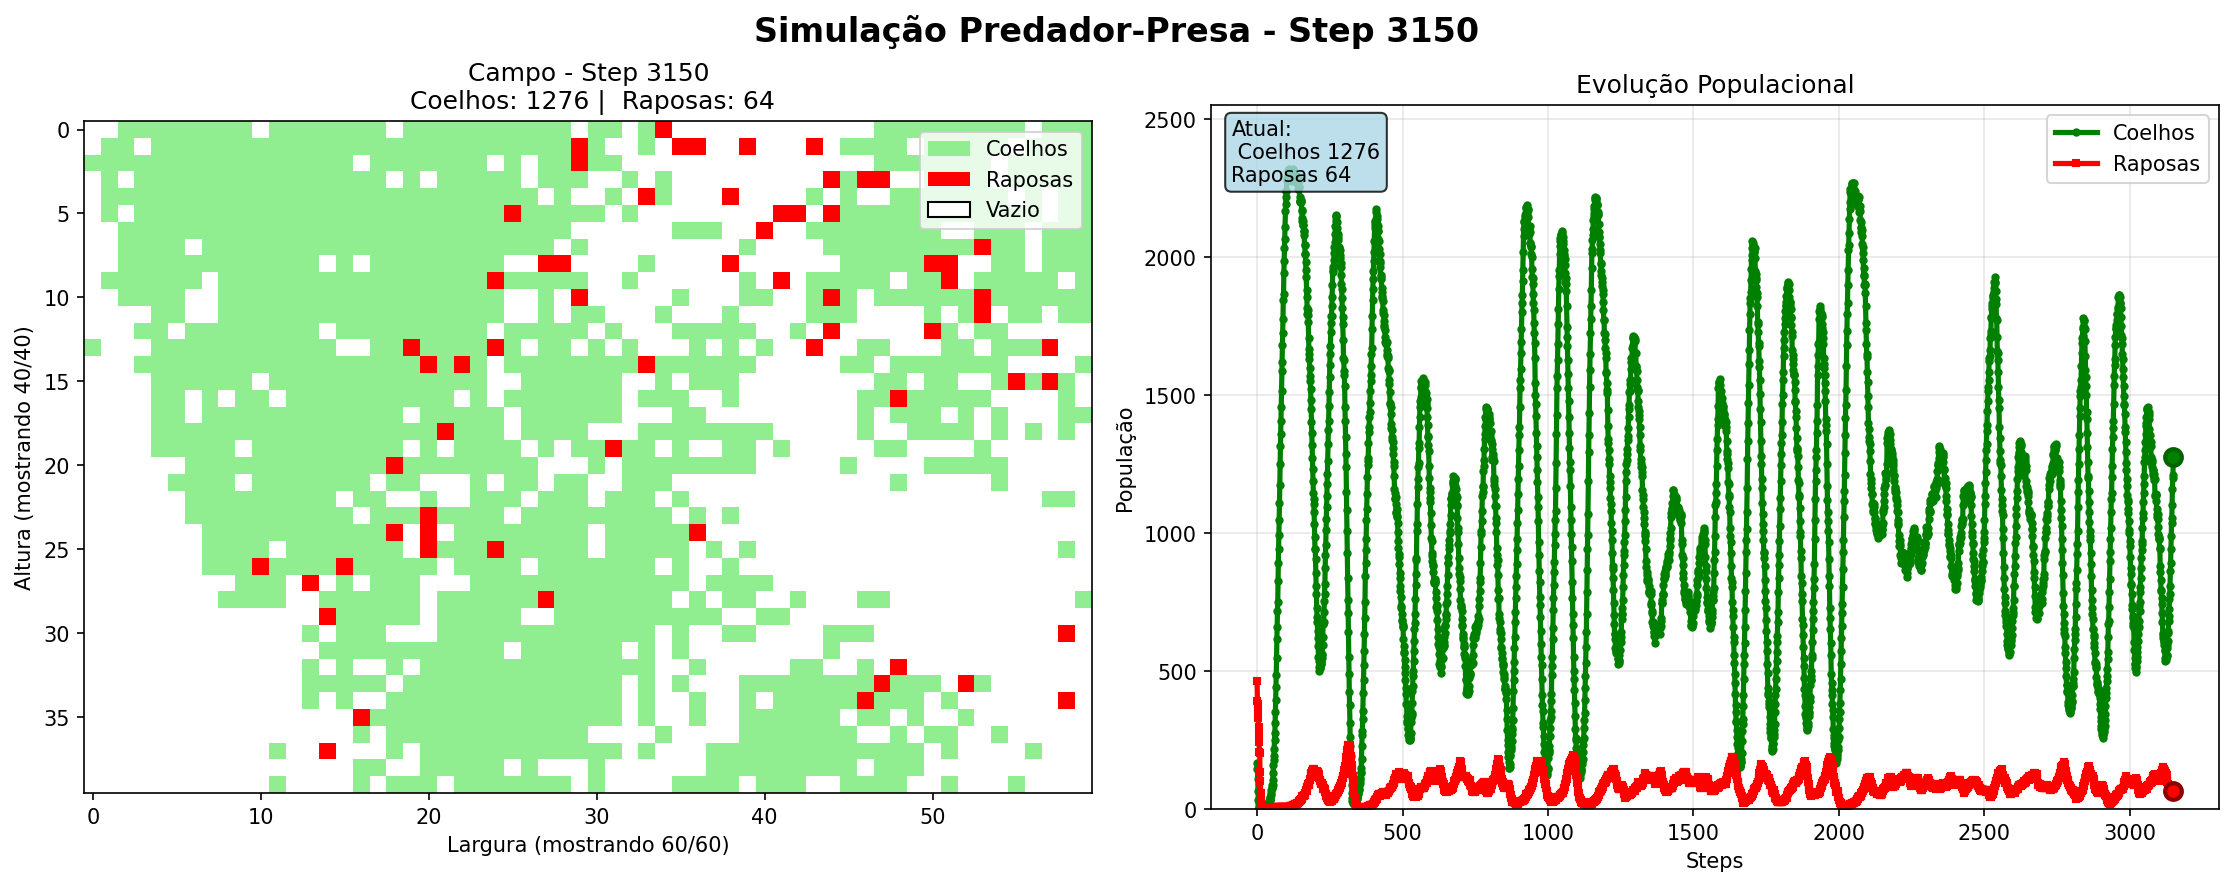 Simulação Predador-Presa - Step 3150
Campo - Step 3150
Coelhos: 1276 |  Raposas: 64
Coelhos
Raposas
Vazio
0
5
10
15
20
25
30
35
Altura (mostrando 40/40)
0
10
20
30
40
50
Largura (mostrando 60/60)
Evolução Populacional
Atual:
Coelhos 1276
Raposas 64
Coelhos
Raposas
2500
2000
1500
1000
500
0
População
0
500
1000
1500
2000
2500
3000
Steps